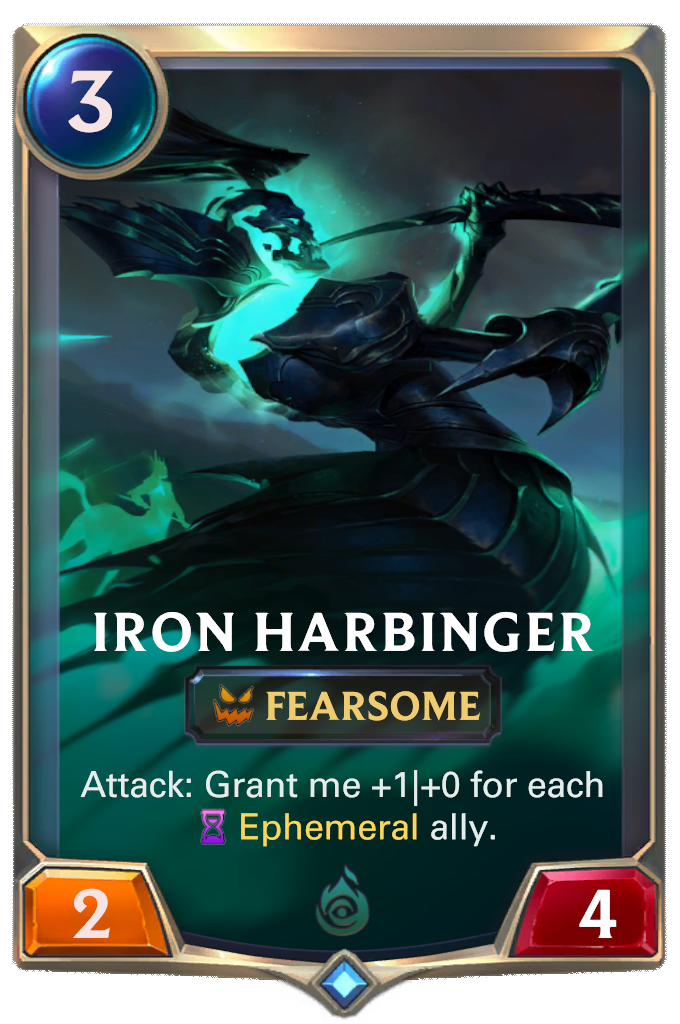 3
IRON HARBINGER
FEARSOME
Attack: Grant me +1|+0 for each
Ephemeral ally.
2
4